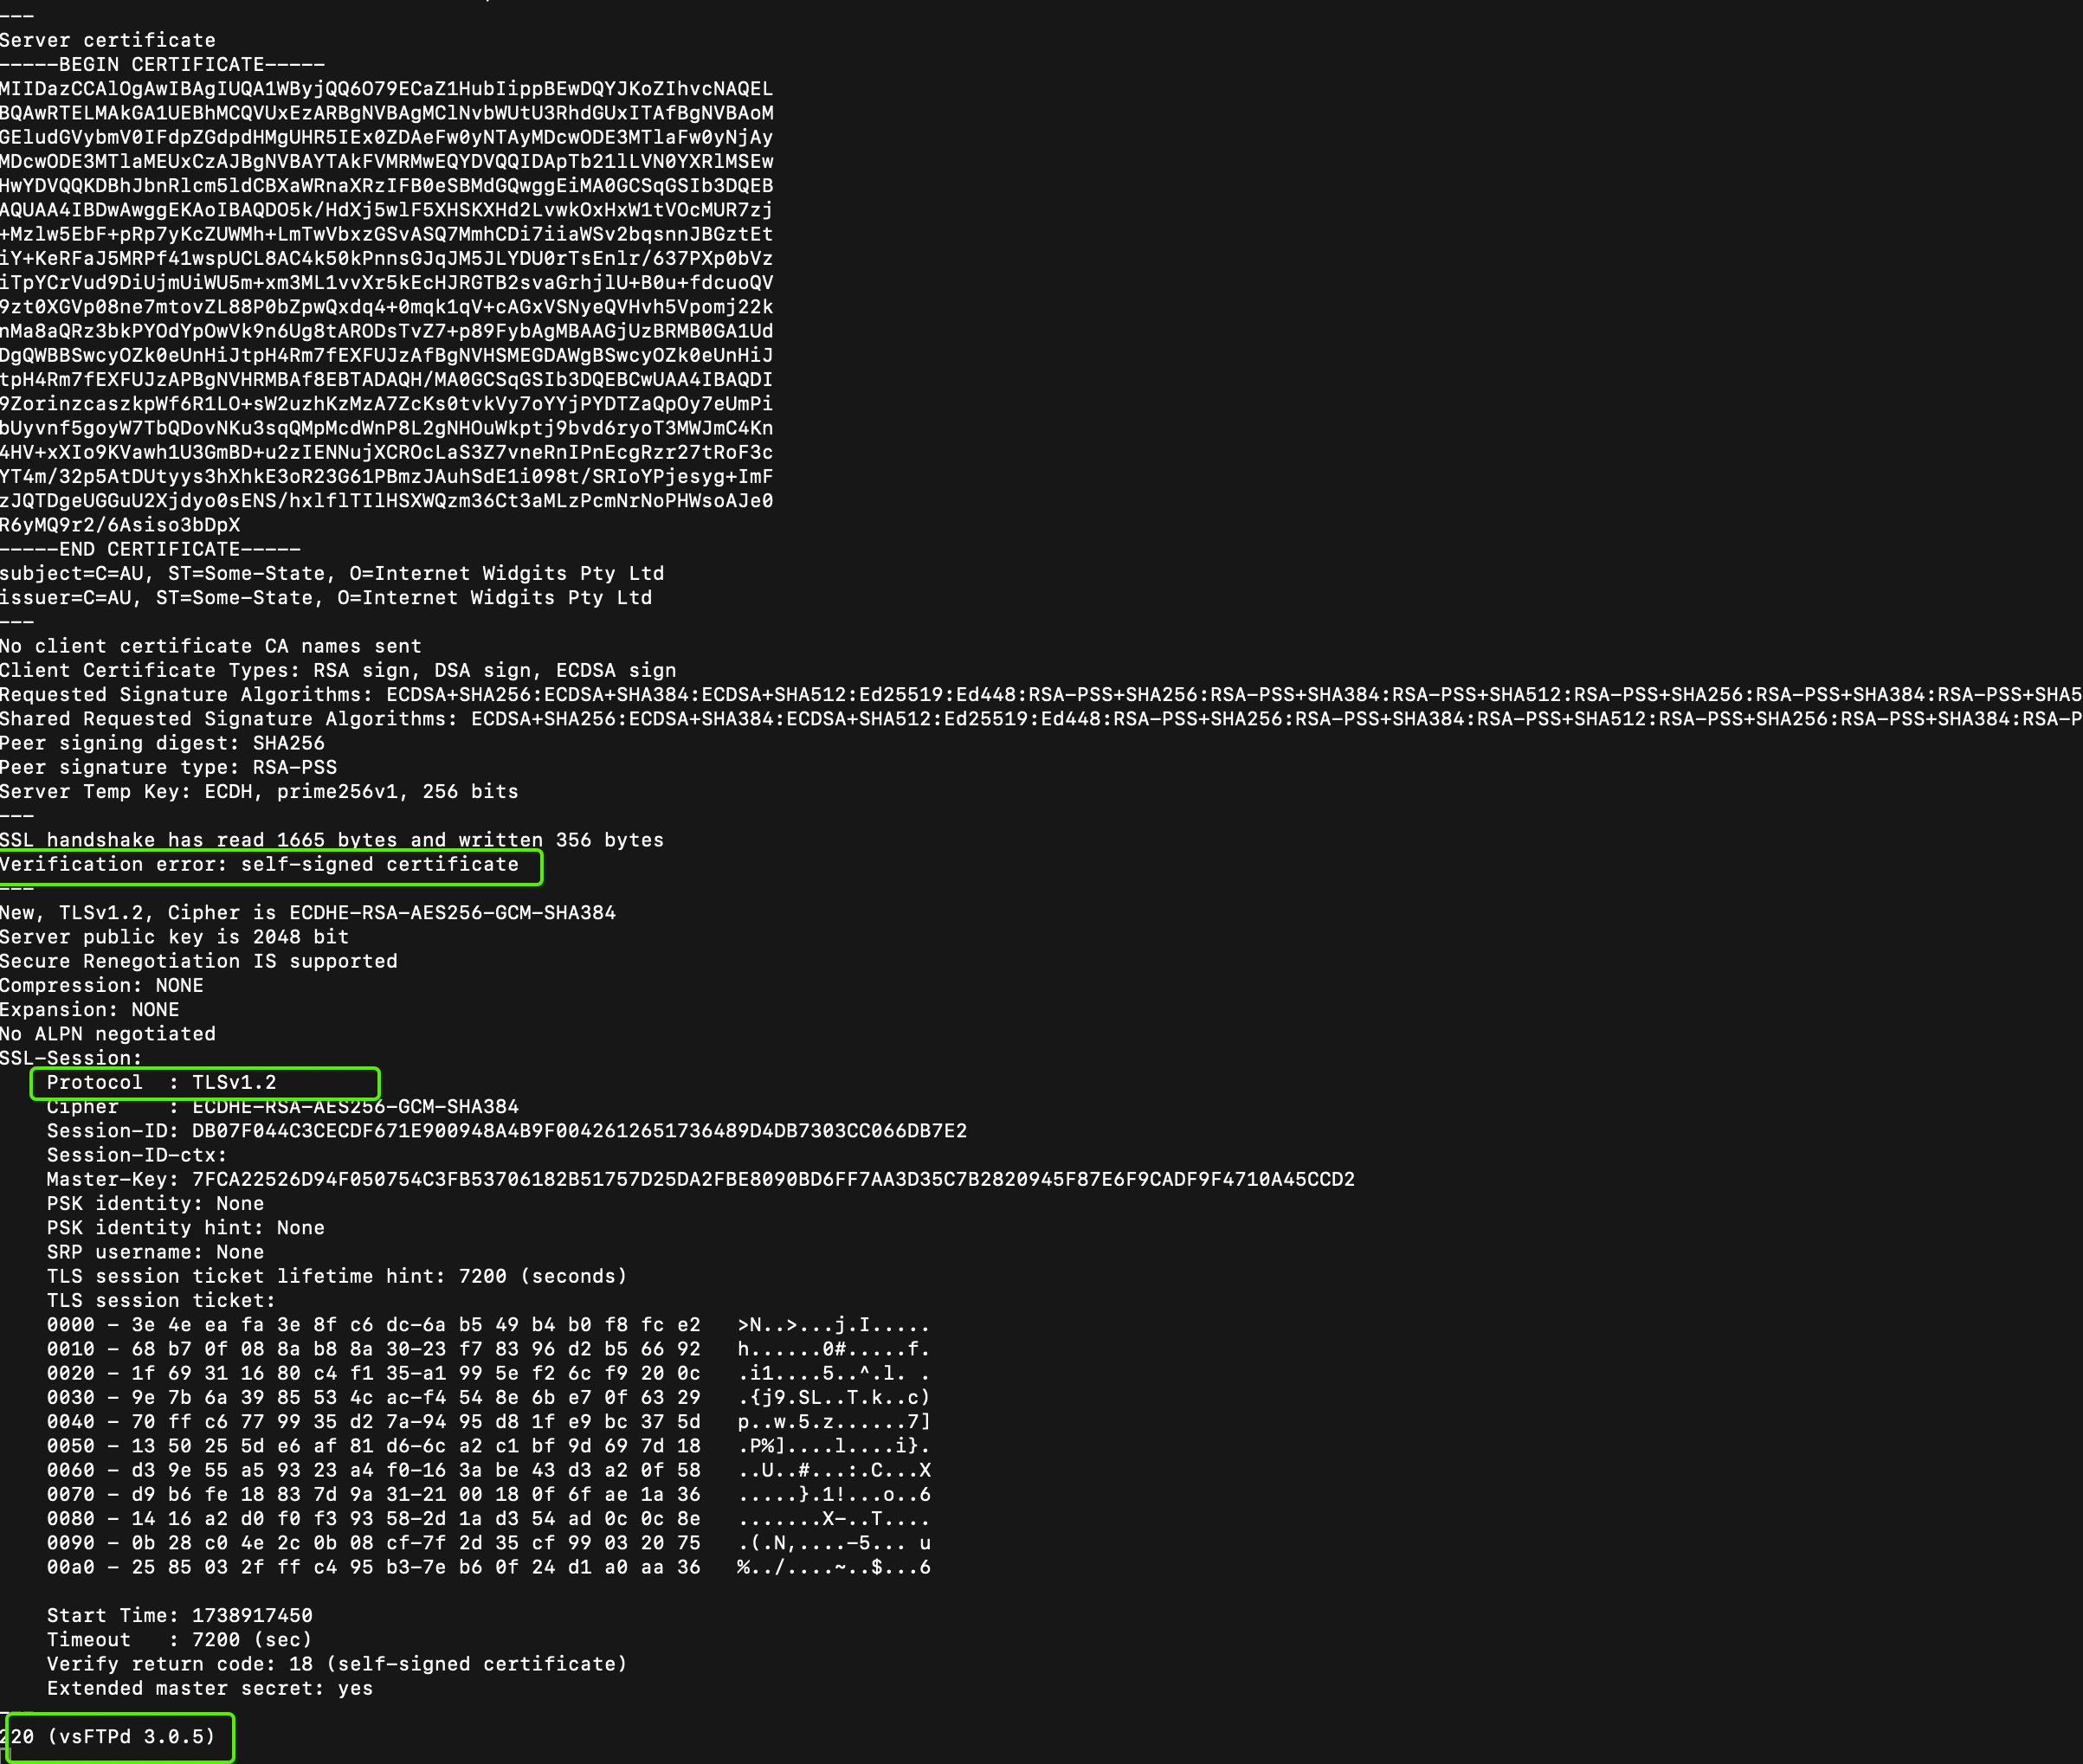 ---
Server certificate
-----BEGIN CERTIFICATE-----
MIIDazCCAlOgAwIBAgIUQA1WByjQQ6O79ECaZ1HubIippBEwDQYJKoZIhvcNAQEL
BQAwRTELMAkGA1UEBhMCQVUxEzARBgNVBAgMClNvbWUtU3RhdGUxITAfBgNVBAoM
GEludGVybmV0IFdpZGdpdHMgUHR5IEx0ZDAeFw0yNTAyMDcwODE3MTlaFw0yNjAy
MDcwODE3MTlaMEUxCzAJBgNVBAYTAkFVMRMwEQYDVQQIDApTb21lLVN0YXRlMSEw
HwYDVQQKDBhJbnRlcm5ldCBXaWRnaXRzIFB0eSBMdGQwggEiMA0GCSqGSIb3DQEB
AQUAA4IBDwAwggEKAoIBAQDO5k/HdXj5wlF5XHSKXHd2LvwkOxHxW1tVOcMUR7zj
+Mzlw5EbF+pRp7yKcZUWMh+LmTwVbxzGSvASQ7MmhCDi7iiaWSv2bqsnnJBGztEt
iY+KeRFaJ5MRPf41wspUCL8AC4k50kPnnsGJqJM5JLYDU0rTsEnlr/637PXp0bVz
iTpYCrVud9DiUjmUiWU5m+xm3ML1vvXr5kEcHJRGTB2svaGrhjlU+B0u+fdcuoQV
9zt0XGVp08ne7mtovZL88P0bZpwQxdq4+0mqk1qV+cAGxVSNyeQVHvh5Vpomj22k
nMa8aQRz3bkPYOdYpOwVk9n6Ug8tARODsTvZ7+p89FybAgMBAAGjUzBRMB0GA1Ud
DgQWBBSwcyOZk0eUnHiJtpH4Rm7fEXFUJzAfBgNVHSMEGDAWgBSwcyOZk0eUnHiJ
tpH4Rm7fEXFUJzAPBgNVHRMBAf8EBTADAQH/MA0GCSqGSIb3DQEBCwUAA4IBAQDI
9ZorinzcaszkpWf6R1LO+sW2uzhKzMzA7ZcKs0tvkVy7oYYjPYDTZaQpOy7eUmPi
bUyvnf5goyW7TbQDovNKu3sqQMpMcdWnP8L2gNHOuWkptj9bvd6ryoT3MWJmC4Kn
4HV+xXIo9KVawh1U3GmBD+u2zIENNujXCROcLaS3Z7vneRnIPnEcgRzr27tRoF3c
YT4m/32p5AtDUtyys3hXhkE3oR23G61PBmzJAuhSdE1i098t/SRIoYPjesyg+ImF
zJQTDgeUGGuU2Xjdyo0sENS/hxlflTIlHSXWQzm36Ct3aMLzPcmNrNoPHWsoAJe0
R6yMQ9r2/6Asiso3bDpX
-----END CERTIFICATE-----
subject=C=AU, ST=Some-State, O=Internet Widgits Pty Ltd
issuer=C=AU, ST=Some-State, O=Internet Widgits Pty Ltd
---
No client certificate CA names sent
Client Certificate Types: RSA sign, DSA sign, ECDSA sign
Requested Signature Algorithms: ECDSA+SHA256:ECDSA+SHA384:ECDSA+SHA512:Ed25519:Ed448:RSA-PSS+SHA256:RSA-PSS+SHA384:RSA-PSS+SHA512:RSA-PSS+SHA256:RSA-PSS+SHA384:RSA-PSS+SHA5
Shared Requested Signature Algorithms: ECDSA+SHA256:ECDSA+SHA384:ECDSA+SHA512:Ed25519:Ed448:RSA-PSS+SHA256:RSA-PSS+SHA384:RSA-PSS+SHA512:RSA-PSS+SHA256:RSA-PSS+SHA384:RSA-P
Peer signing digest: SHA256
Peer signature type: RSA-PSS
Server Temp Key: ECDH, prime256v1, 256 bits
---
SSL handshake has read 1665 bytes and written 356 bytes
Verification error: self-signed certificate
---
New, TLSv1.2, Cipher is ECDHE-RSA-AES256-GCM-SHA384
Server public key is 2048 bit
Secure Renegotiation IS supported
Compression: NONE
Expansion: NONE
No ALPN negotiated
SSL-Session:
    Protocol  : TLSv1.2
    Cipher    : ECDHE-RSA-AES256-GCM-SHA384
    Session-ID: DB07F044C3CECDF671E900948A4B9F0042612651736489D4DB7303CC066DB7E2
    Session-ID-ctx:
    Master-Key: 7FCA22526D94F050754C3FB53706182B51757D25DA2FBE8090BD6FF7AA3D35C7B2820945F87E6F9CADF9F4710A45CCD2
    PSK identity: None
    PSK identity hint: None
    SRP username: None
    TLS session ticket lifetime hint: 7200 (seconds)
    TLS session ticket:
    0000 - 3e 4e ea fa 3e 8f c6 dc-6a b5 49 b4 b0 f8 fc e2   >N..>...j.I.....
    0010 - 68 b7 0f 08 8a b8 8a 30-23 f7 83 96 d2 b5 66 92   h......0#.....f.
    0020 - 1f 69 31 16 80 c4 f1 35-a1 99 5e f2 6c f9 20 0c   .i1....5..^.l. .
    0030 - 9e 7b 6a 39 85 53 4c ac-f4 54 8e 6b e7 0f 63 29   .{j9.SL..T.k..c)
    0040 - 70 ff c6 77 99 35 d2 7a-94 95 d8 1f e9 bc 37 5d   p..w.5.z......7]
    0050 - 13 50 25 5d e6 af 81 d6-6c a2 c1 bf 9d 69 7d 18   .P%]....l....i}.
    0060 - d3 9e 55 a5 93 23 a4 f0-16 3a be 43 d3 a2 0f 58   ..U..#...:.C...X
    0070 - d9 b6 fe 18 83 7d 9a 31-21 00 18 0f 6f ae 1a 36   .....}.1!...o..6
    0080 - 14 16 a2 d0 f0 f3 93 58-2d 1a d3 54 ad 0c 0c 8e   .......X-..T....
    0090 - 0b 28 c0 4e 2c 0b 08 cf-7f 2d 35 cf 99 03 20 75   .(.N,....-5... u
    00a0 - 25 85 03 2f ff c4 95 b3-7e b6 0f 24 d1 a0 aa 36   %../....~..$...6
    Start Time: 1738917450
    Timeout   : 7200 (sec)
    Verify return code: 18 (self-signed certificate)
    Extended master secret: yes
---
220 (vsFTPd 3.0.5)